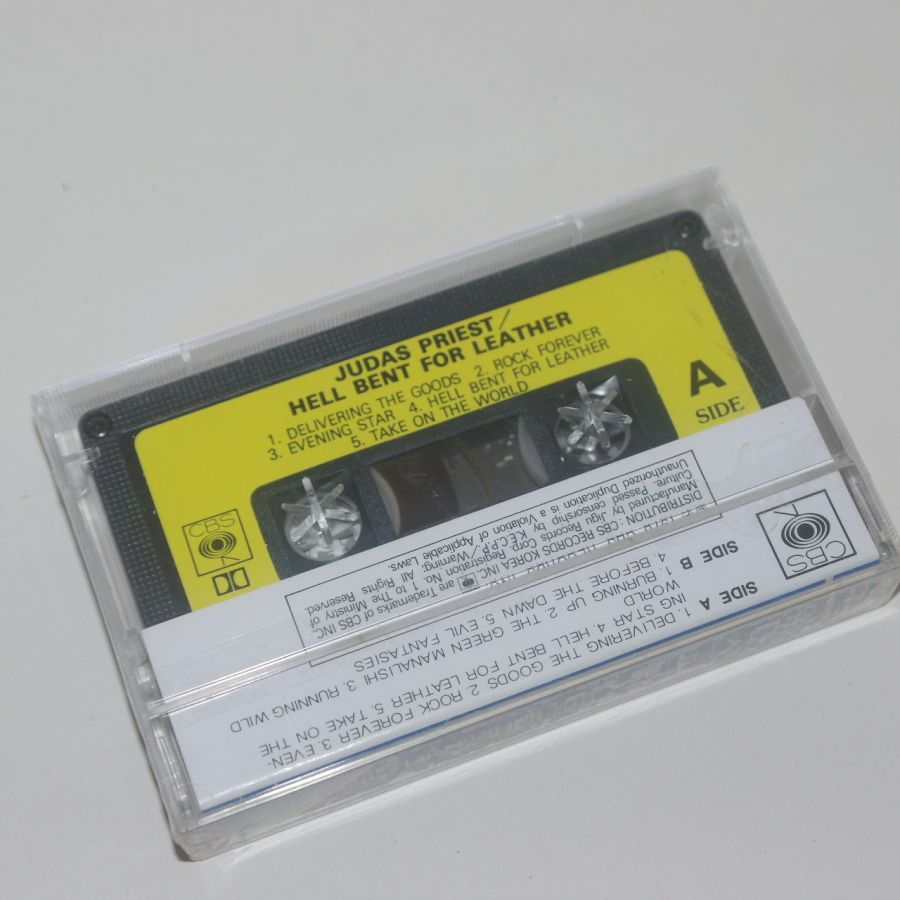 JUDAS PRIEST/
HELL BENT FOR LEATHER
1. DELIVERING THE GOODS 2. ROCK FOREVER
3. EVENING STAR 4. HELL BENT FOR LEATHER
5. TAKE ON THE WORLD
A
SIDE
CBS
CBS
SIDE A
1. DELIVERING THE GOODS 2. ROCK FOREVER 3. EVEN-
ING STAR 4. HELL BENT FOR LEATHER 5. TAKE ON THE
WORLD
SIDE B
1. BURNING UP 2. THE GREEN MANALISHI 3. RUNNING WILD
4. BEFORE THE DAWN 5. EVIL FANTASIES
are Trademarks of CBS INC.
DISTRIBUTION: CBS RECORDS KOREA INC.
Manufactured by Jigu Records Corp. Registration No. 1, to The Ministry of
Culture. Passed censorship by K.E.C.P.P./Warning: All Rights Reserved.
Unauthorized Duplication is a Violation of Applicable Laws.